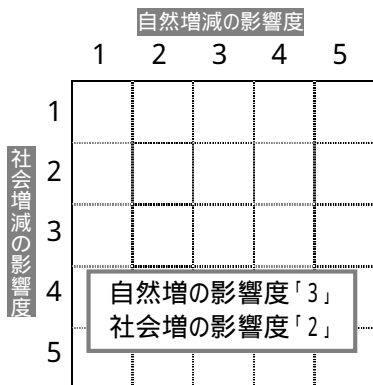 自然増減の影響度
1 2 3 4 5
社会増減の影響度
1
2
3
4
5
自然増の影響度「3」
社会増の影響度「2」